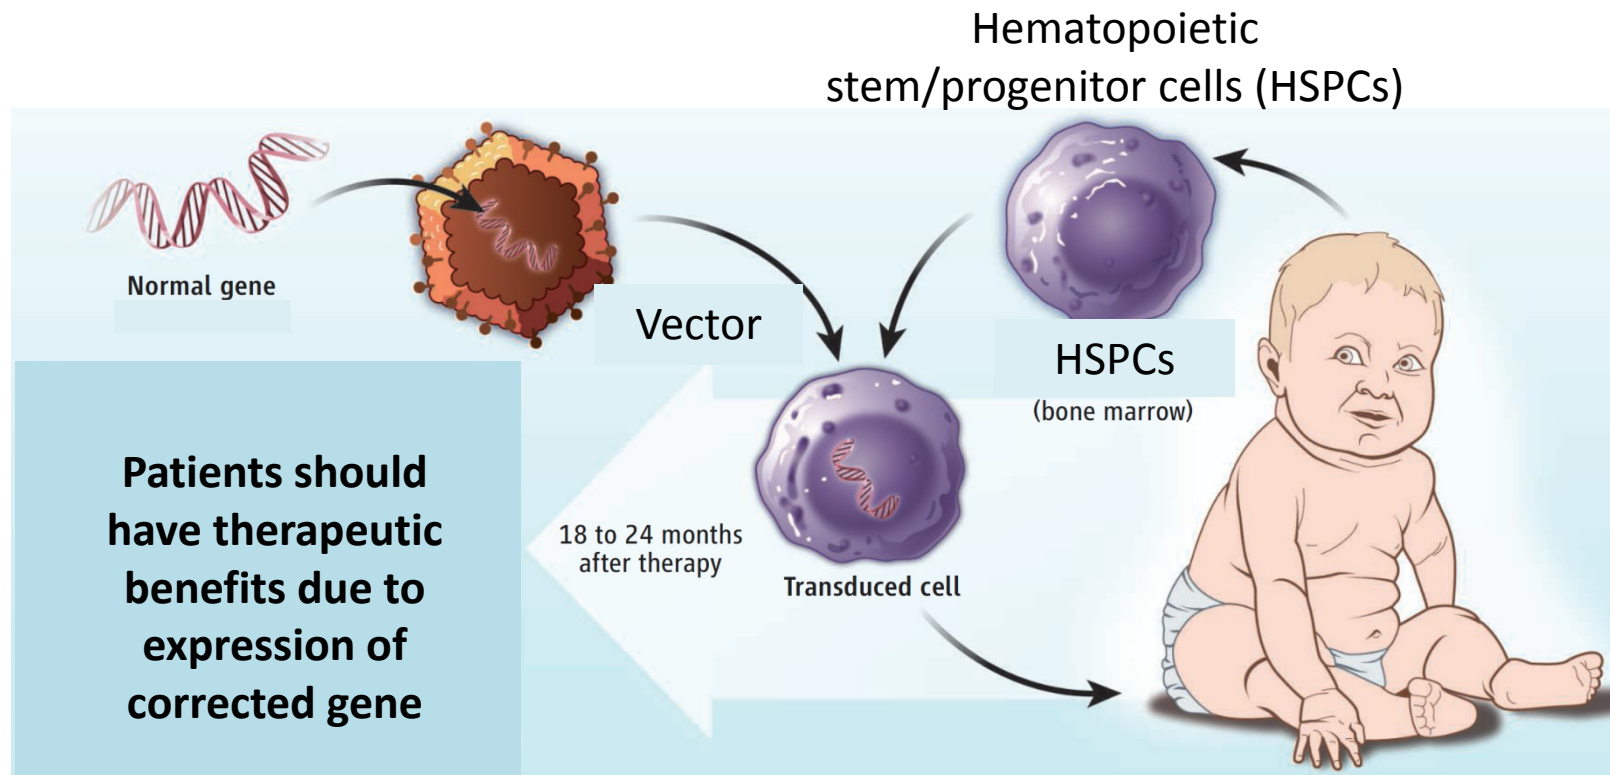 Hematopoietic
stem/progenitor cells (HSPCs)
Normal gene
Vector
HSPCs
(bone marrow)
Patients should
have therapeutic
benefits due to
expression of
corrected gene
18 to 24 months
after therapy
Transduced cell